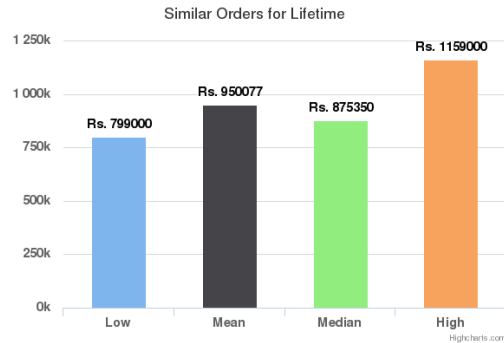 Similar Orders for Lifetime
1 250k
1 000k
750k
500k
250k
0k
Rs. 799000
Rs. 950077
Rs. 875350
Rs. 1159000
Low
Mean
Median
High
Highcharts.com